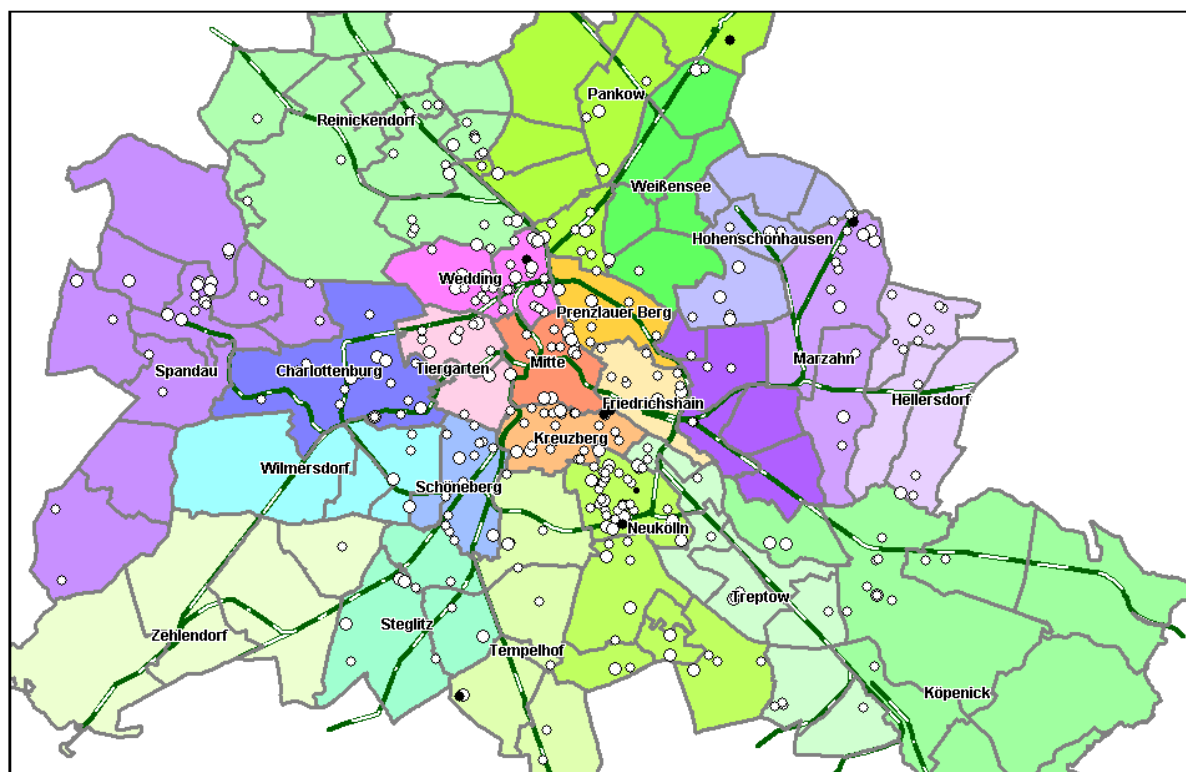 Pankow
Reinickendorf
Weißensee
Hohenschönhausen
Wedding
Prenzlauer Berg
Marzahn
Mitte
Tiergarten
Charlottenburg
Spandau
Hellersdorf
Friedrichshain
Kreuzberg
Wilmersdorf
Schöneberg
Neukölln
Treptow
Steglitz
Zehlendorf
Tempelhof
Köpenick